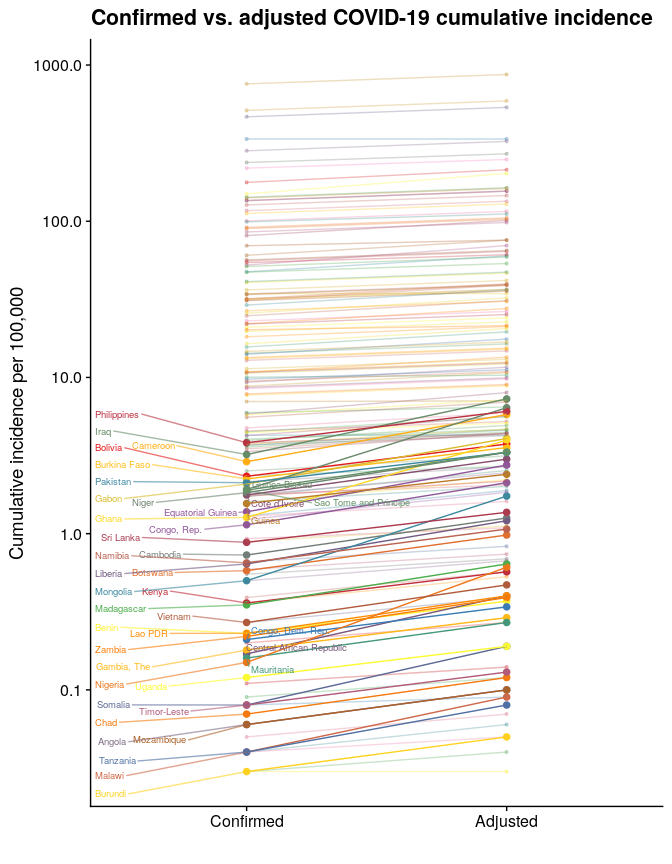 Confirmed vs. adjusted COVID-19 cumulative incidence
Cumulative incidence per 100,000
1000.0
100.0
10.0
1.0
0.1
Philippines
Iraq
Bolivia
Cameroon
Burkina Faso
Pakistan
Guinea-Bissau
Gabon
Niger
Cote d'Ivoire
Sao Tome and Principe
Equatorial Guinea
Ghana
Guinea
Congo, Rep.
Sri Lanka
Namibia
Cambodia
Liberia
Botswana
Mongolia
Kenya
Madagascar
Vietnam
Benin
Lao PDR
Congo, Dem. Rep.
Zambia
Central African Republic
Gambia, The
Mauritania
Nigeria
Uganda
Somalia
Timor-Leste
Chad
Angola
Mozambique
Tanzania
Malawi
Burundi
Confirmed
Adjusted